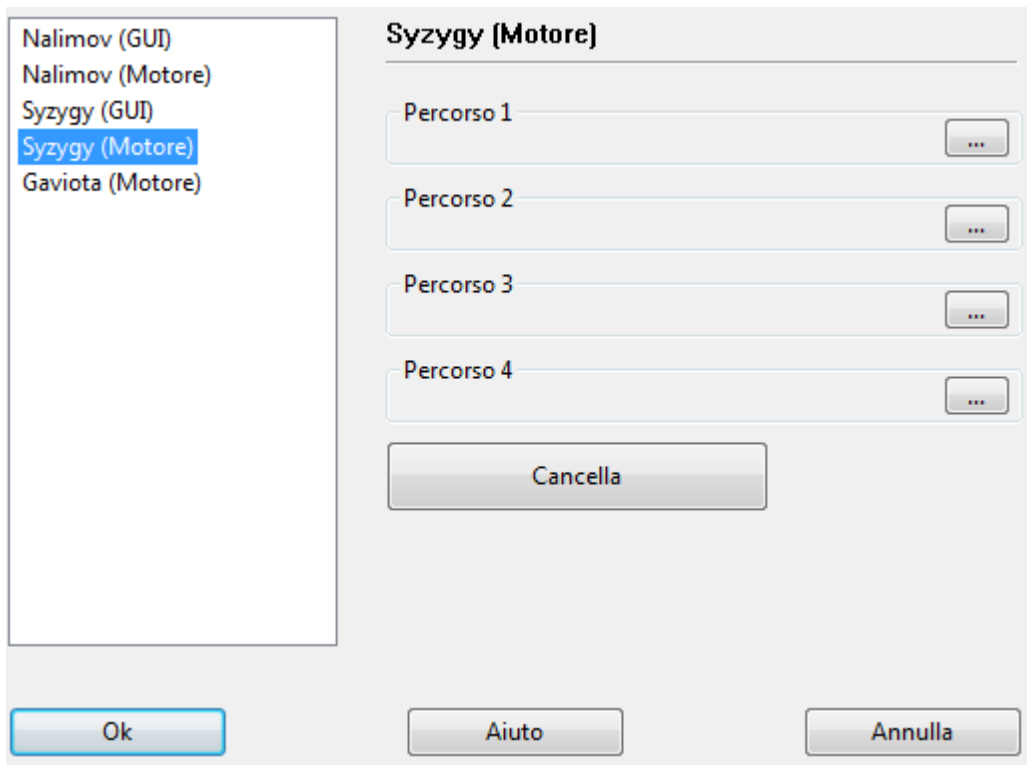 Nalimov (GUI)
Nalimov (Motore)
Syzygy (GUI)
Syzygy (Motore)
Gaviota (Motore)
Syzygy (Motore)
Percorso 1
...
Percorso 2
...
Percorso 3
...
Percorso 4
...
Cancella
Ok
Aiuto
Annulla